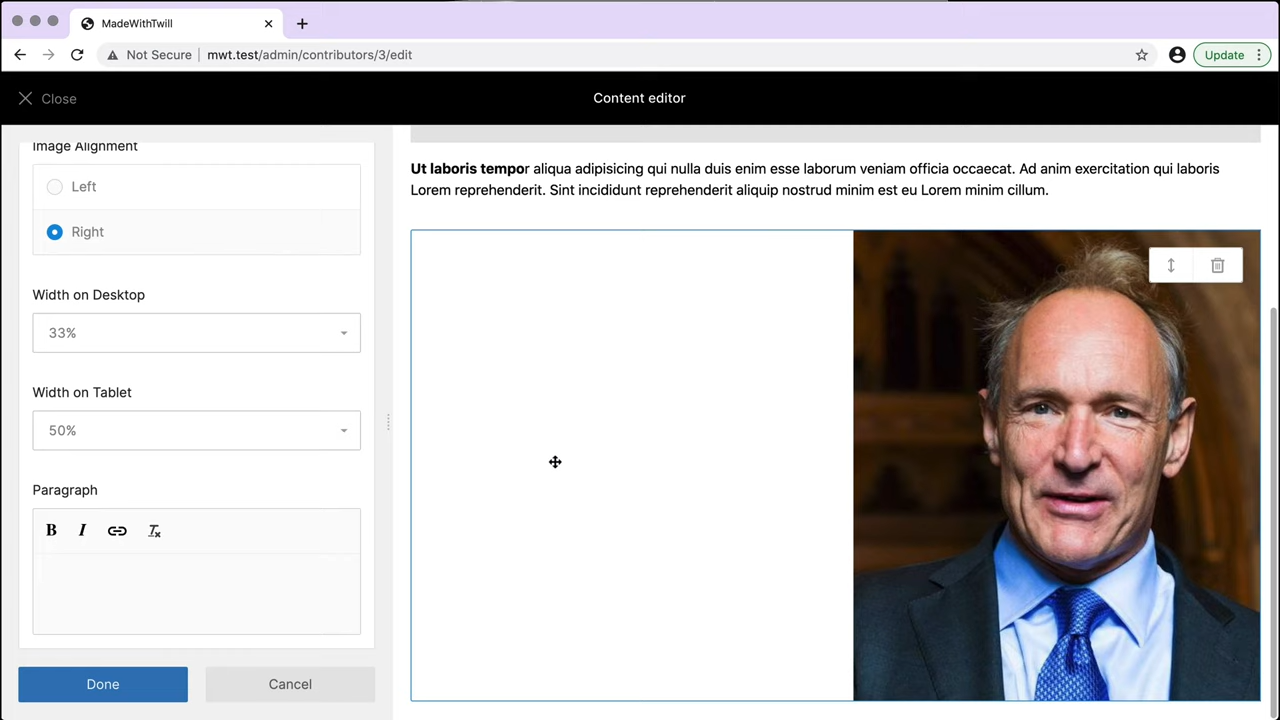 MadeWithTwill
Not Secure
mwt.test/admin/contributors/3/edit
Update
Close
Content editor
Image Alignment
Left
Right
Width on Desktop
33%
Width on Tablet
50%
Paragraph
B I
Done
Cancel
Ut laboris tempor aliqua adipisicing qui nulla duis enim esse laborum veniam officia occaecat. Ad anim exercitation qui laboris
Lorem reprehenderit. Sint incididunt reprehenderit aliquip nostrud minim est eu Lorem minim cillum.